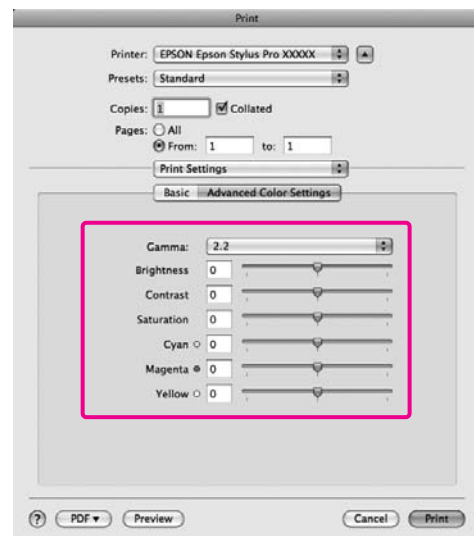 Print
Printer: EPSON Epson Stylus Pro XXXXX
Presets: Standard
Copies: 1 Collated
Pages: All
From: 1 to: 1
Print Settings
Basic Advanced Color Settings
Gamma: 2.2
Brightness 0
Contrast 0
Saturation 0
Cyan 0
Magenta 0
Yellow 0
? PDF Preview Cancel Print